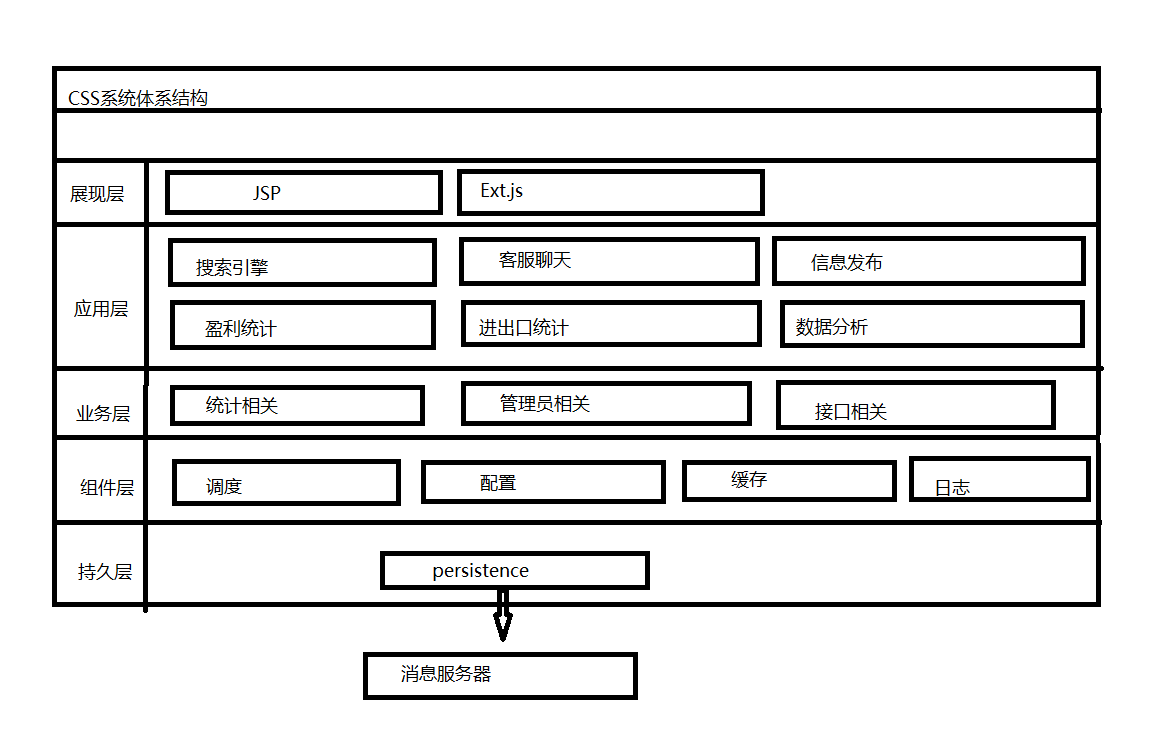 CSS系统体系结构
展现层
JSP
Ext.js
应用层
搜索引擎
客服聊天
信息发布
盈利统计
进出口统计
数据分析
业务层
统计相关
管理员相关
接口相关
组件层
调度
配置
缓存
日志
持久层
persistence
消息服务器